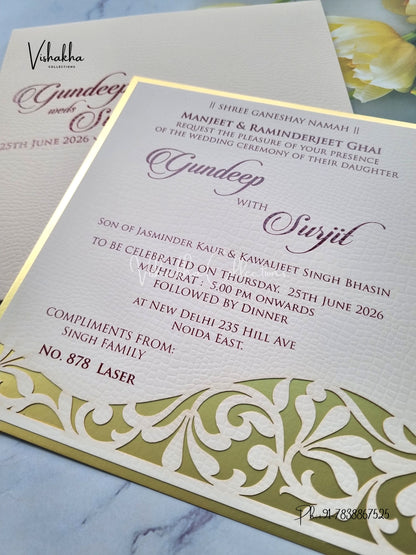 Vishakha
COLLECTIONS
Gundeep
weds
25TH JUNE 2026
|| SHREE GANESHAY NAMAH ||
MANJEET & RAMINDERJEET GHAI
REQUEST THE PLEASURE OF YOUR PRESENCE
OF THE WEDDING CEREMONY OF THEIR DAUGHTER
Gundeep
WITH
Surjit
SON OF JASMINDER KAUR & KAWALJEET SINGH BHASIN
TO BE CELEBRATED ON THURSDAY, 25TH JUNE 2026
MUHURAT : 5.00 PM ONWARDS
FOLLOWED BY DINNER
AT NEW DELHI 235 HILL AVE
NOIDA EAST.
COMPLIMENTS FROM:
SINGH FAMILY
NO. 878 LASER
Vishakha Collections
Ph:91-7838867525